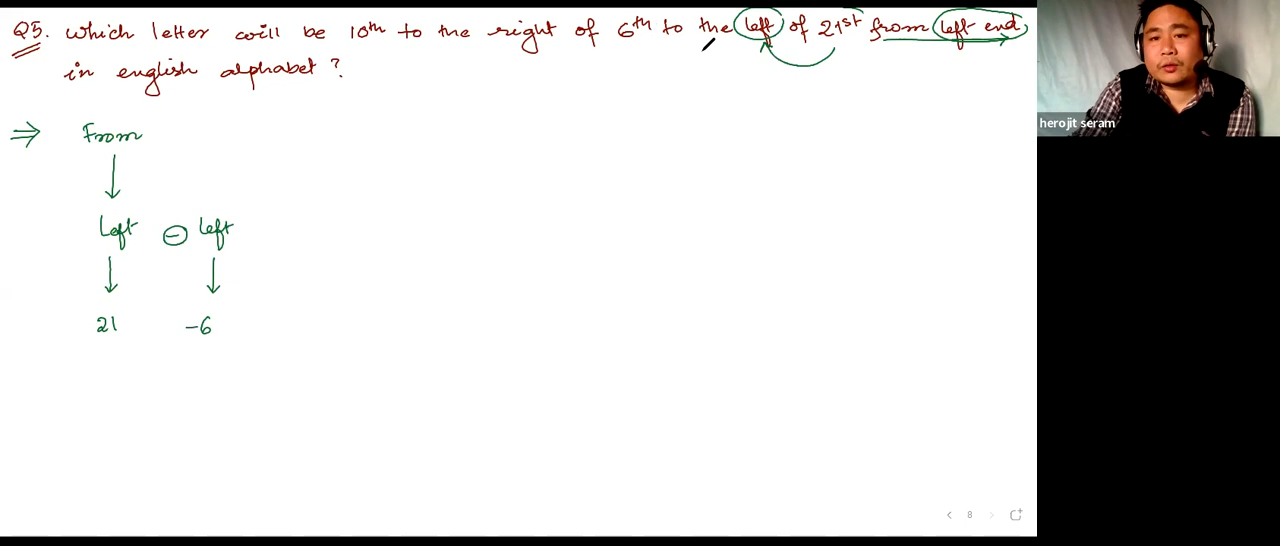 Q5. Which letter will be 10th to the right of 6th to the left of 21st from left end
in english alphabet?
⇒ From
left ⊖ left
21 -6
herojit seram
8